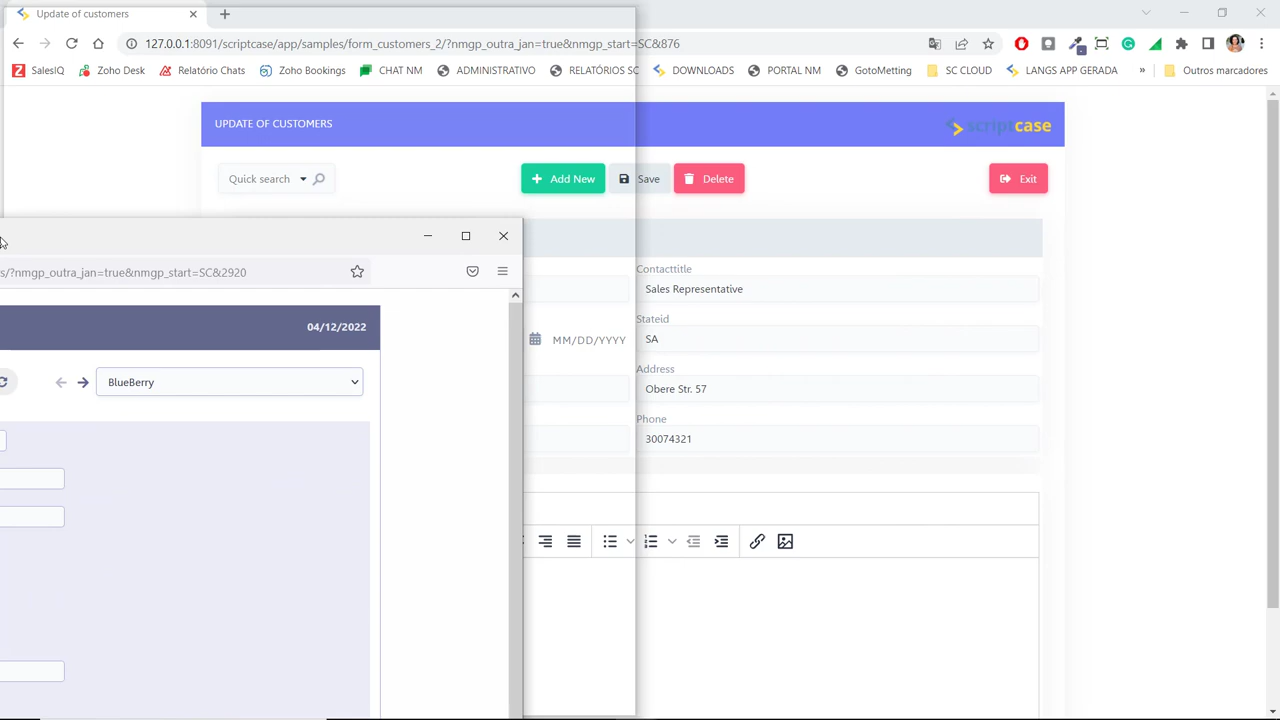 Update of customers
127.0.0.1:8091/scriptcase/app/samples/form_customers_2/?nmgp_outra_jan=true&nmgp_start=SC&876
SalesIQ Zoho Desk Relatório Chats Zoho Bookings CHAT NM ADMINISTRATIVO RELATÓRIOS SC DOWNLOADS PORTAL NM GotoMetting SC CLOUD LANGS APP GERADA » Outros marcadores
UPDATE OF CUSTOMERS
scriptcase
Quick search
Add New
Save
Delete
Exit
s/?nmgp_outra_jan=true&nmgp_start=SC&2920
04/12/2022
BlueBerry
Contacttitle
Sales Representative
Stateid
MM/DD/YYYY
SA
Address
Obere Str. 57
Phone
30074321